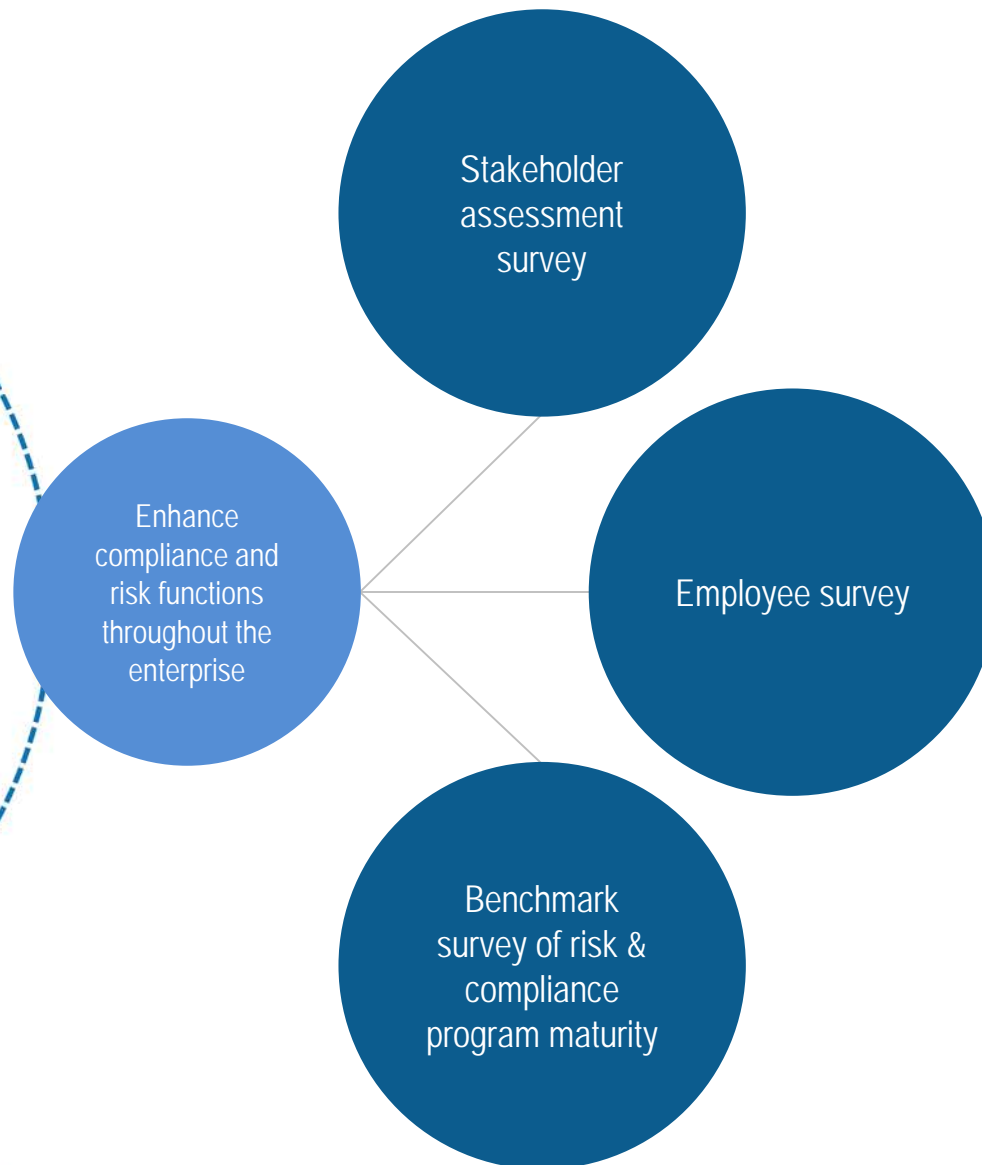 Stakeholder
assessment
survey
Enhance
compliance and
risk functions
throughout the
enterprise
Employee survey
Benchmark
survey of risk &
compliance
program maturity